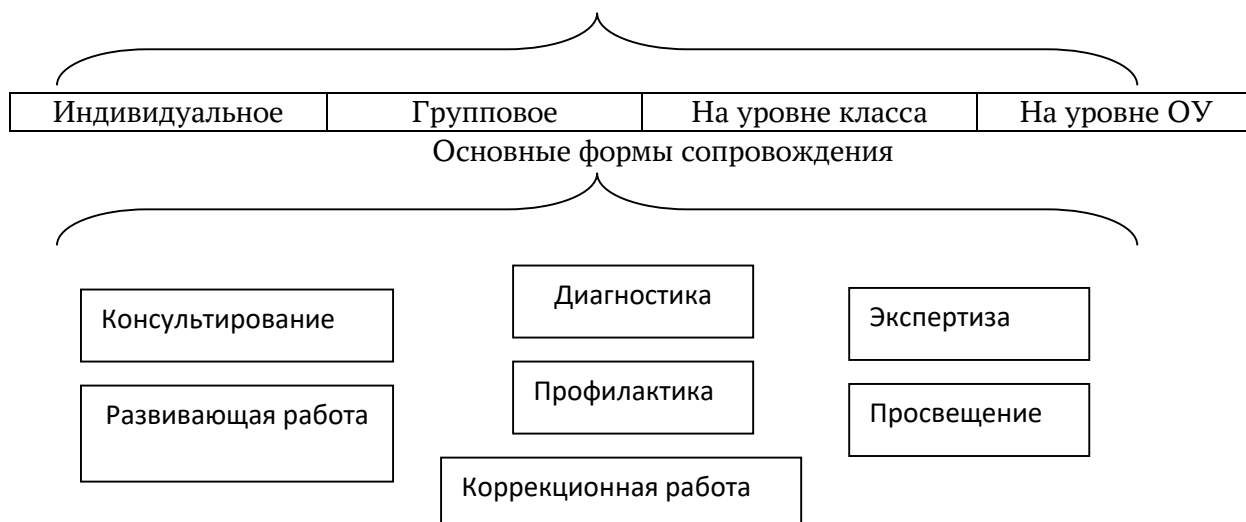 Индивидуальное Групповое На уровне класса На уровне ОУ
Основные формы сопровождения
Консультирование
Диагностика
Экспертиза
Развивающая работа
Профилактика
Просвещение
Коррекционная работа